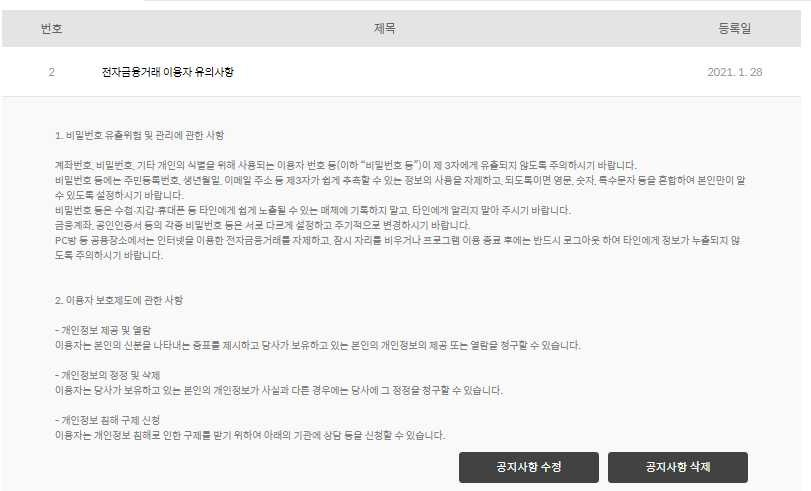 번호 제목 등록일
2 전자금융거래 이용자 유의사항 2021. 1. 28
1. 비밀번호 유출위험 및 관리에 관한 사항
계좌번호, 비밀번호, 기타 개인의 식별을 위해 사용되는 이용자 번호 등(이하 “비밀번호 등”)이 제 3자에게 유출되지 않도록 주의하시기 바랍니다.
비밀번호 등에는 주민등록번호, 생년월일, 이메일 주소 등 제3자가 쉽게 추측할 수 있는 정보의 사용을 자제하고, 되도록이면 영문, 숫자, 특수문자 등을 혼합하여 본인만이 알
수 있도록 설정하시기 바랍니다.
비밀번호 등은 수첩·지갑·휴대폰 등 타인에게 쉽게 노출될 수 있는 매체에 기록하지 말고, 타인에게 알리지 말아 주시기 바랍니다.
금융계좌, 공인인증서 등의 각종 비밀번호 등은 서로 다르게 설정하고 주기적으로 변경하시기 바랍니다.
PC방 등 공용장소에서는 인터넷을 이용한 전자금융거래를 자제하고, 잠시 자리를 비우거나 프로그램 이용 종료 후에는 반드시 로그아웃 하여 타인에게 정보가 누출되지 않
도록 주의하시기 바랍니다.
2. 이용자 보호제도에 관한 사항
- 개인정보 제공 및 열람
이용자는 본인의 신분을 나타내는 증표를 제시하고 당사가 보유하고 있는 본인의 개인정보의 제공 또는 열람을 청구할 수 있습니다.
- 개인정보의 정정 및 삭제
이용자는 당사가 보유하고 있는 본인의 개인정보가 사실과 다른 경우에는 당사에 그 정정을 청구할 수 있습니다.
- 개인정보 침해 구제 신청
이용자는 개인정보 침해로 인한 구제를 받기 위하여 아래의 기관에 상담 등을 신청할 수 있습니다.
공지사항 수정 공지사항 삭제